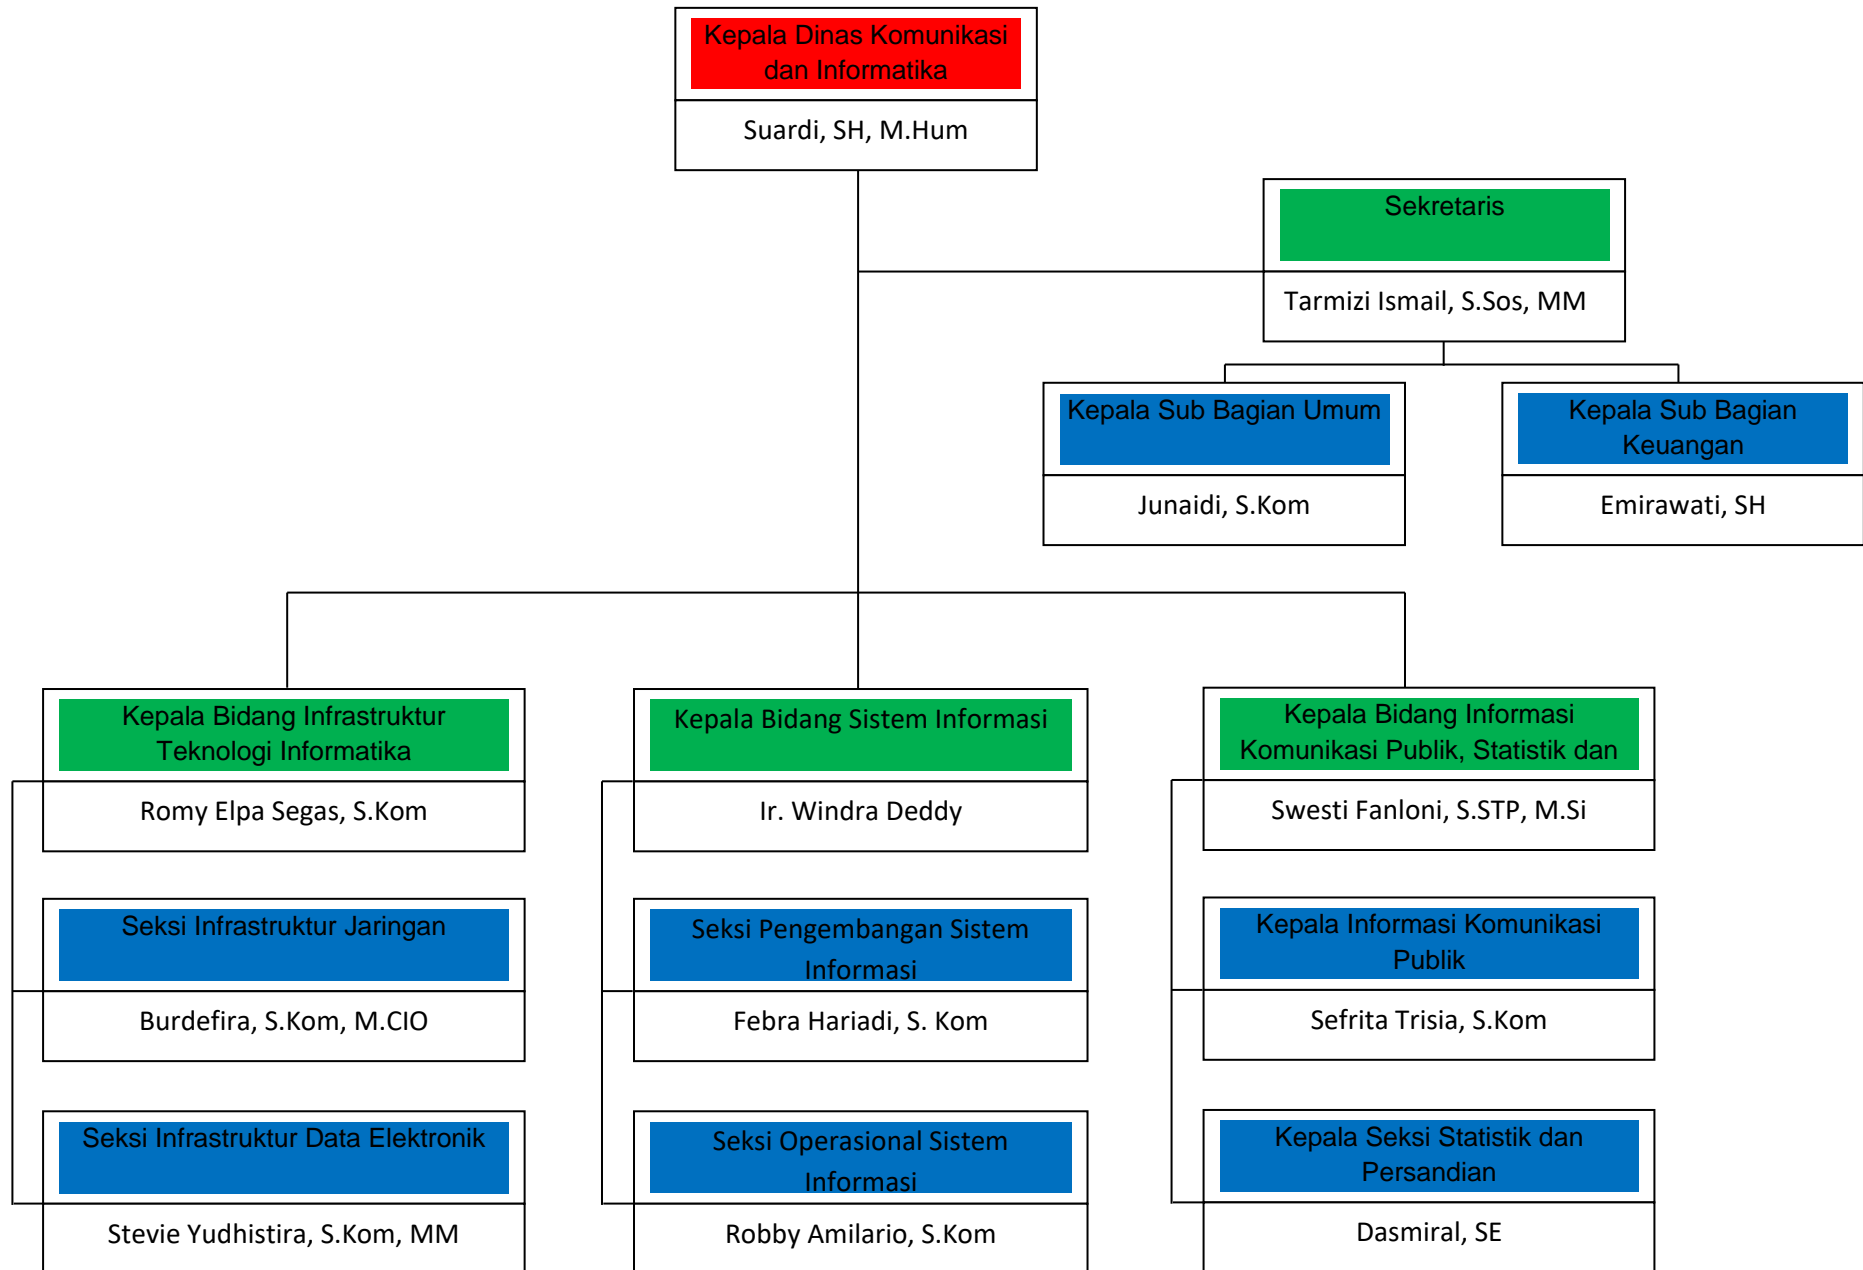 Kepala Dinas Komunikasi
dan Informatika
Suardi, SH, M.Hum
Sekretaris
Tarmizi Ismail, S.Sos, MM
Kepala Sub Bagian Umum
Junaidi, S.Kom
Kepala Sub Bagian
Keuangan
Emirawati, SH
Kepala Bidang Infrastruktur
Teknologi Informatika
Romy Elpa Segas, S.Kom
Seksi Infrastruktur Jaringan
Burdefira, S.Kom, M.CIO
Seksi Infrastruktur Data Elektronik
Stevie Yudhistira, S.Kom, MM
Kepala Bidang Sistem Informasi
Ir. Windra Deddy
Seksi Pengembangan Sistem
Informasi
Febra Hariadi, S. Kom
Seksi Operasional Sistem
Informasi
Robby Amilario, S.Kom
Kepala Bidang Informasi
Komunikasi Publik, Statistik dan
Swesti Fanloni, S.STP, M.Si
Kepala Informasi Komunikasi
Publik
Sefrita Trisia, S.Kom
Kepala Seksi Statistik dan
Persandian
Dasmiral, SE